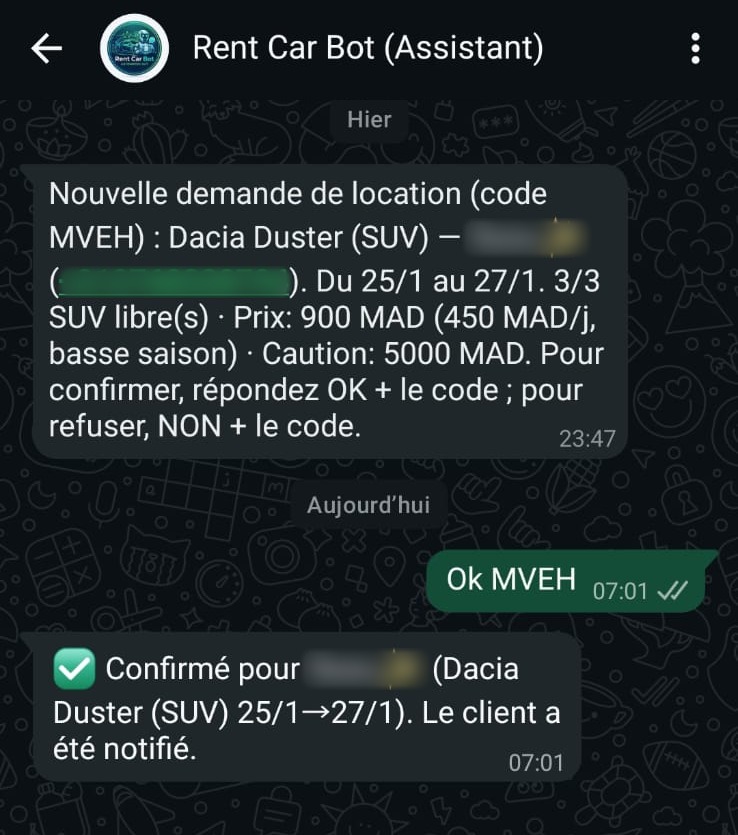 Rent Car Bot (Assistant)
Rent Car Bot
Hier
Nouvelle demande de location (code
MVEH) : Dacia Duster (SUV) —
(). Du 25/1 au 27/1. 3/3
SUV libre(s) · Prix: 900 MAD (450 MAD/j,
basse saison) · Caution: 5000 MAD. Pour
confirmer, répondez OK + le code ; pour
refuser, NON + le code.
23:47
Aujourd’hui
Ok MVEH
07:01
Confirmé pour (Dacia
Duster (SUV) 25/1→27/1). Le client a
été notifié.
07:01